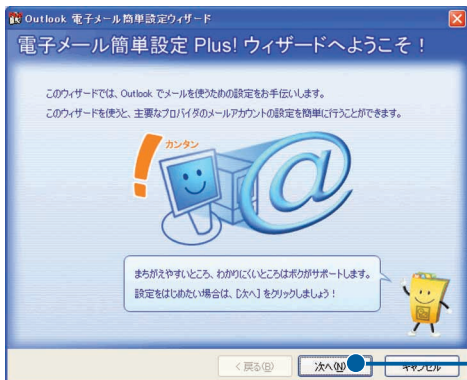 Outlook 電子メール簡単設定ウィザード
電子メール簡単設定 Plus! ウィザードへようこそ！
このウィザードでは、Outlook でメールを使うための設定をお手伝いします。
このウィザードを使うと、主要なプロバイダのメールアカウントの設定を簡単に行うことができます。
カンタン
!
@
まちがえやすいところ、わかりにくいところはボクがサポートします。
設定をはじめたい場合は、[次へ] をクリックしましょう！
< 戻る(B)
次へ(N)
キャンセル